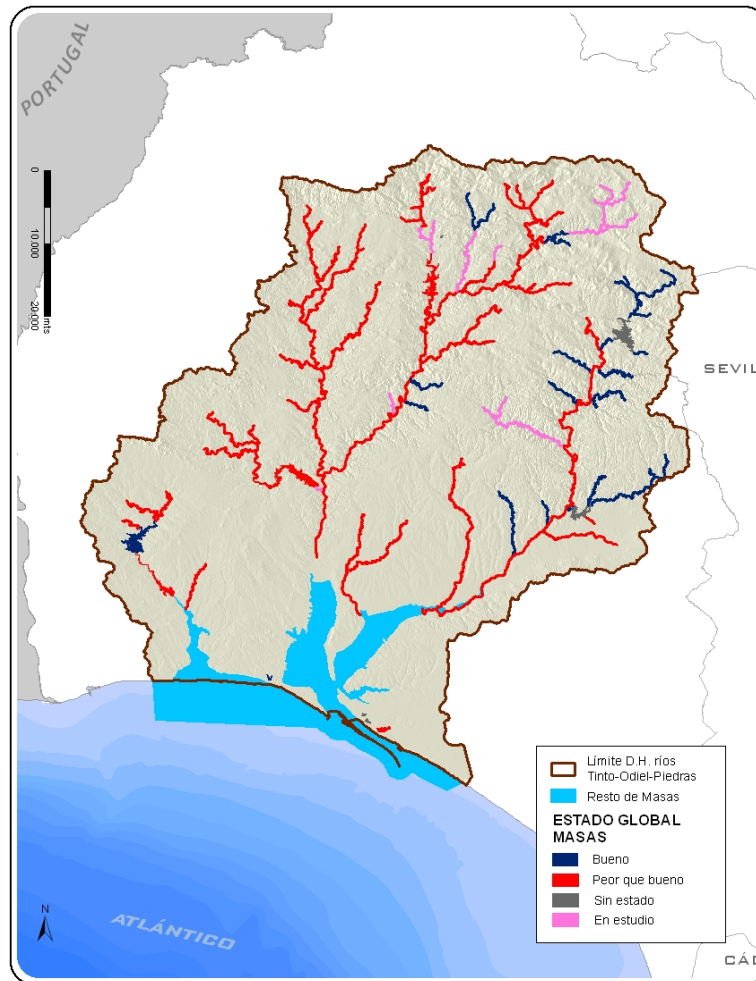 PORTUGAL
0
10.000
20.000
mts
SEVIL
Límite D.H. ríos
Tinto-Odiel-Piedras
Resto de Masas
ESTADO GLOBAL
MASAS
Bueno
Peor que bueno
Sin estado
En estudio
N
ATLÁNTICO
CÁD